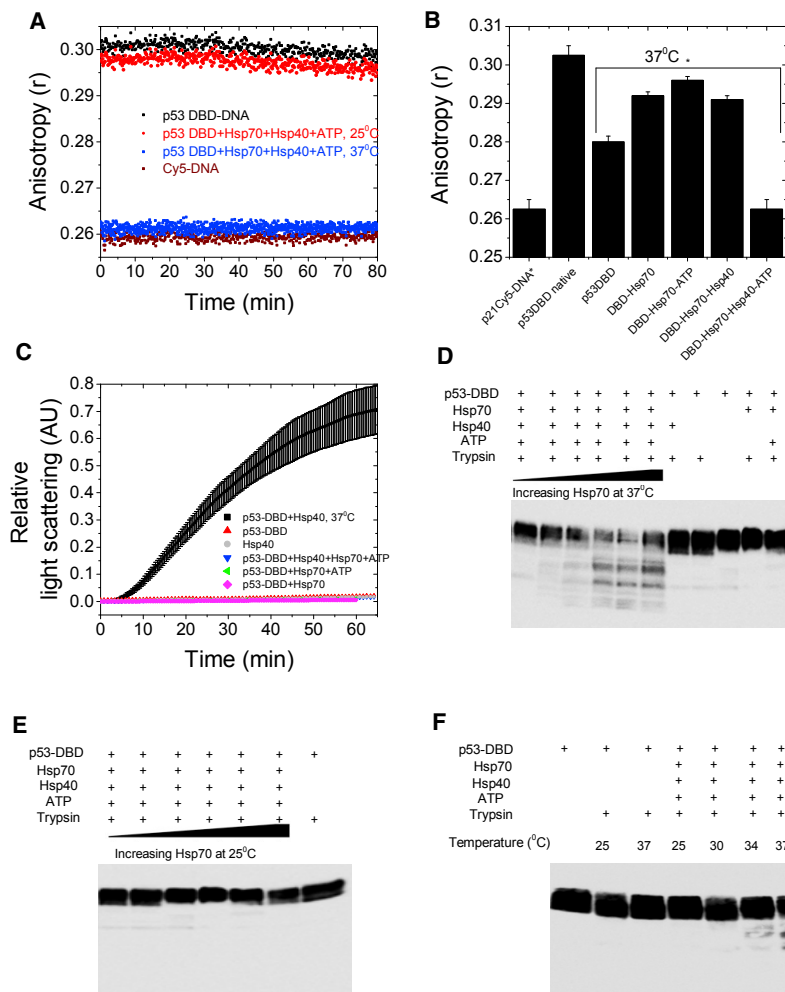 A
0.30
0.29
0.28
0.27
0.26
Anisotropy (r)
p53 DBD-DNA
p53 DBD+Hsp70+Hsp40+ATP, 25⁰C
p53 DBD+Hsp70+Hsp40+ATP, 37⁰C
Cy5-DNA
0 10 20 30 40 50 60 70 80
Time (min)
B
0.31
0.30
0.29
0.28
0.27
0.26
0.25
Anisotropy (r)
37⁰C *
p21Cy5-DNA*
p53DBD native
p53DBD
DBD-Hsp70
DBD-Hsp70-ATP
DBD-Hsp70-Hsp40
DBD-Hsp70-Hsp40-ATP
C
0.8
0.7
0.6
0.5
0.4
0.3
0.2
0.1
0.0
Relative
light scattering (AU)
p53-DBD+Hsp40, 37⁰C
p53-DBD
Hsp40
p53-DBD+Hsp40+Hsp70+ATP
p53-DBD+Hsp70+ATP
p53-DBD+Hsp70
0 10 20 30 40 50 60
Time (min)
D
p53-DBD + + + + + + + + + + +
Hsp70 + + + + + + + +
Hsp40 + + + + + + +
ATP + + + + + + +
Trypsin + + + + + + + + + +
Increasing Hsp70 at 37⁰C
E
p53-DBD + + + + + + +
Hsp70 + + + + + +
Hsp40 + + + + + +
ATP + + + + + +
Trypsin + + + + + + +
Increasing Hsp70 at 25⁰C
F
p53-DBD + + + + + + +
Hsp70 + + + +
Hsp40 + + + +
ATP + + + +
Trypsin + + + + + +
Temperature (⁰C) 25 37 25 30 34 37